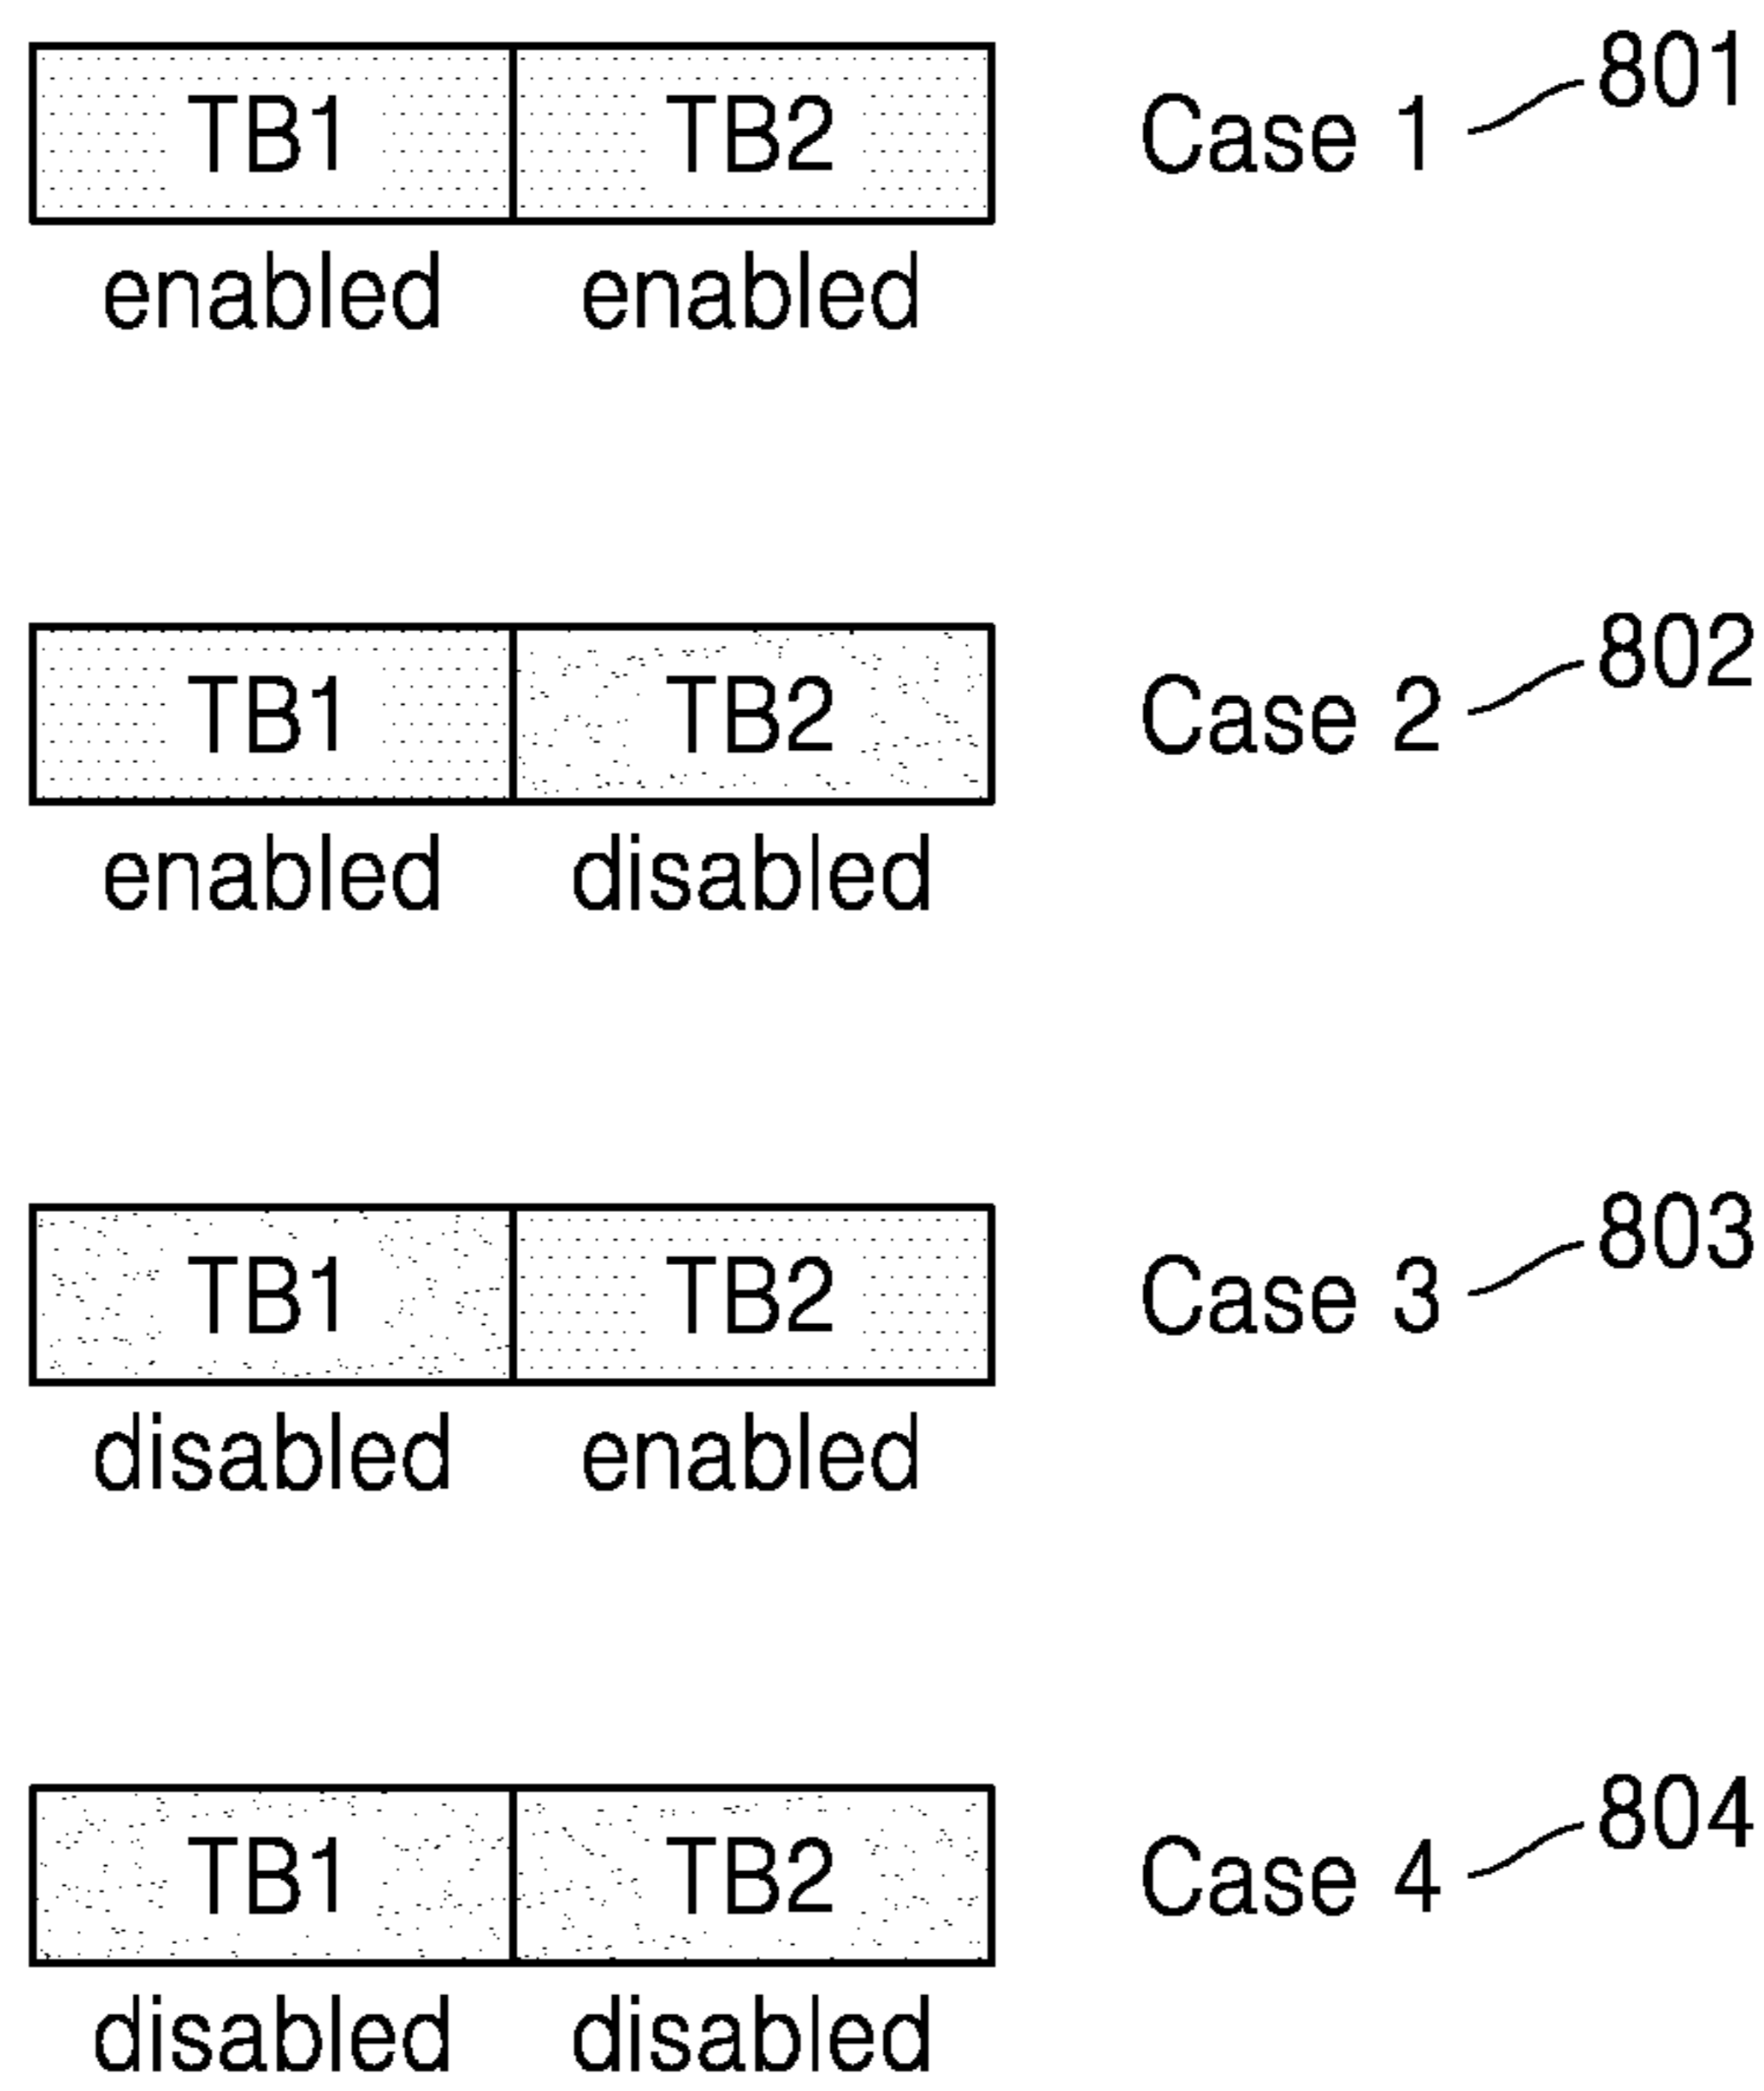 TB1 TB2 Case 1 801
enabled enabled
TB1 TB2 Case 2 802
enabled disabled
TB1 TB2 Case 3 803
disabled enabled
TB1 TB2 Case 4 804
disabled disabled